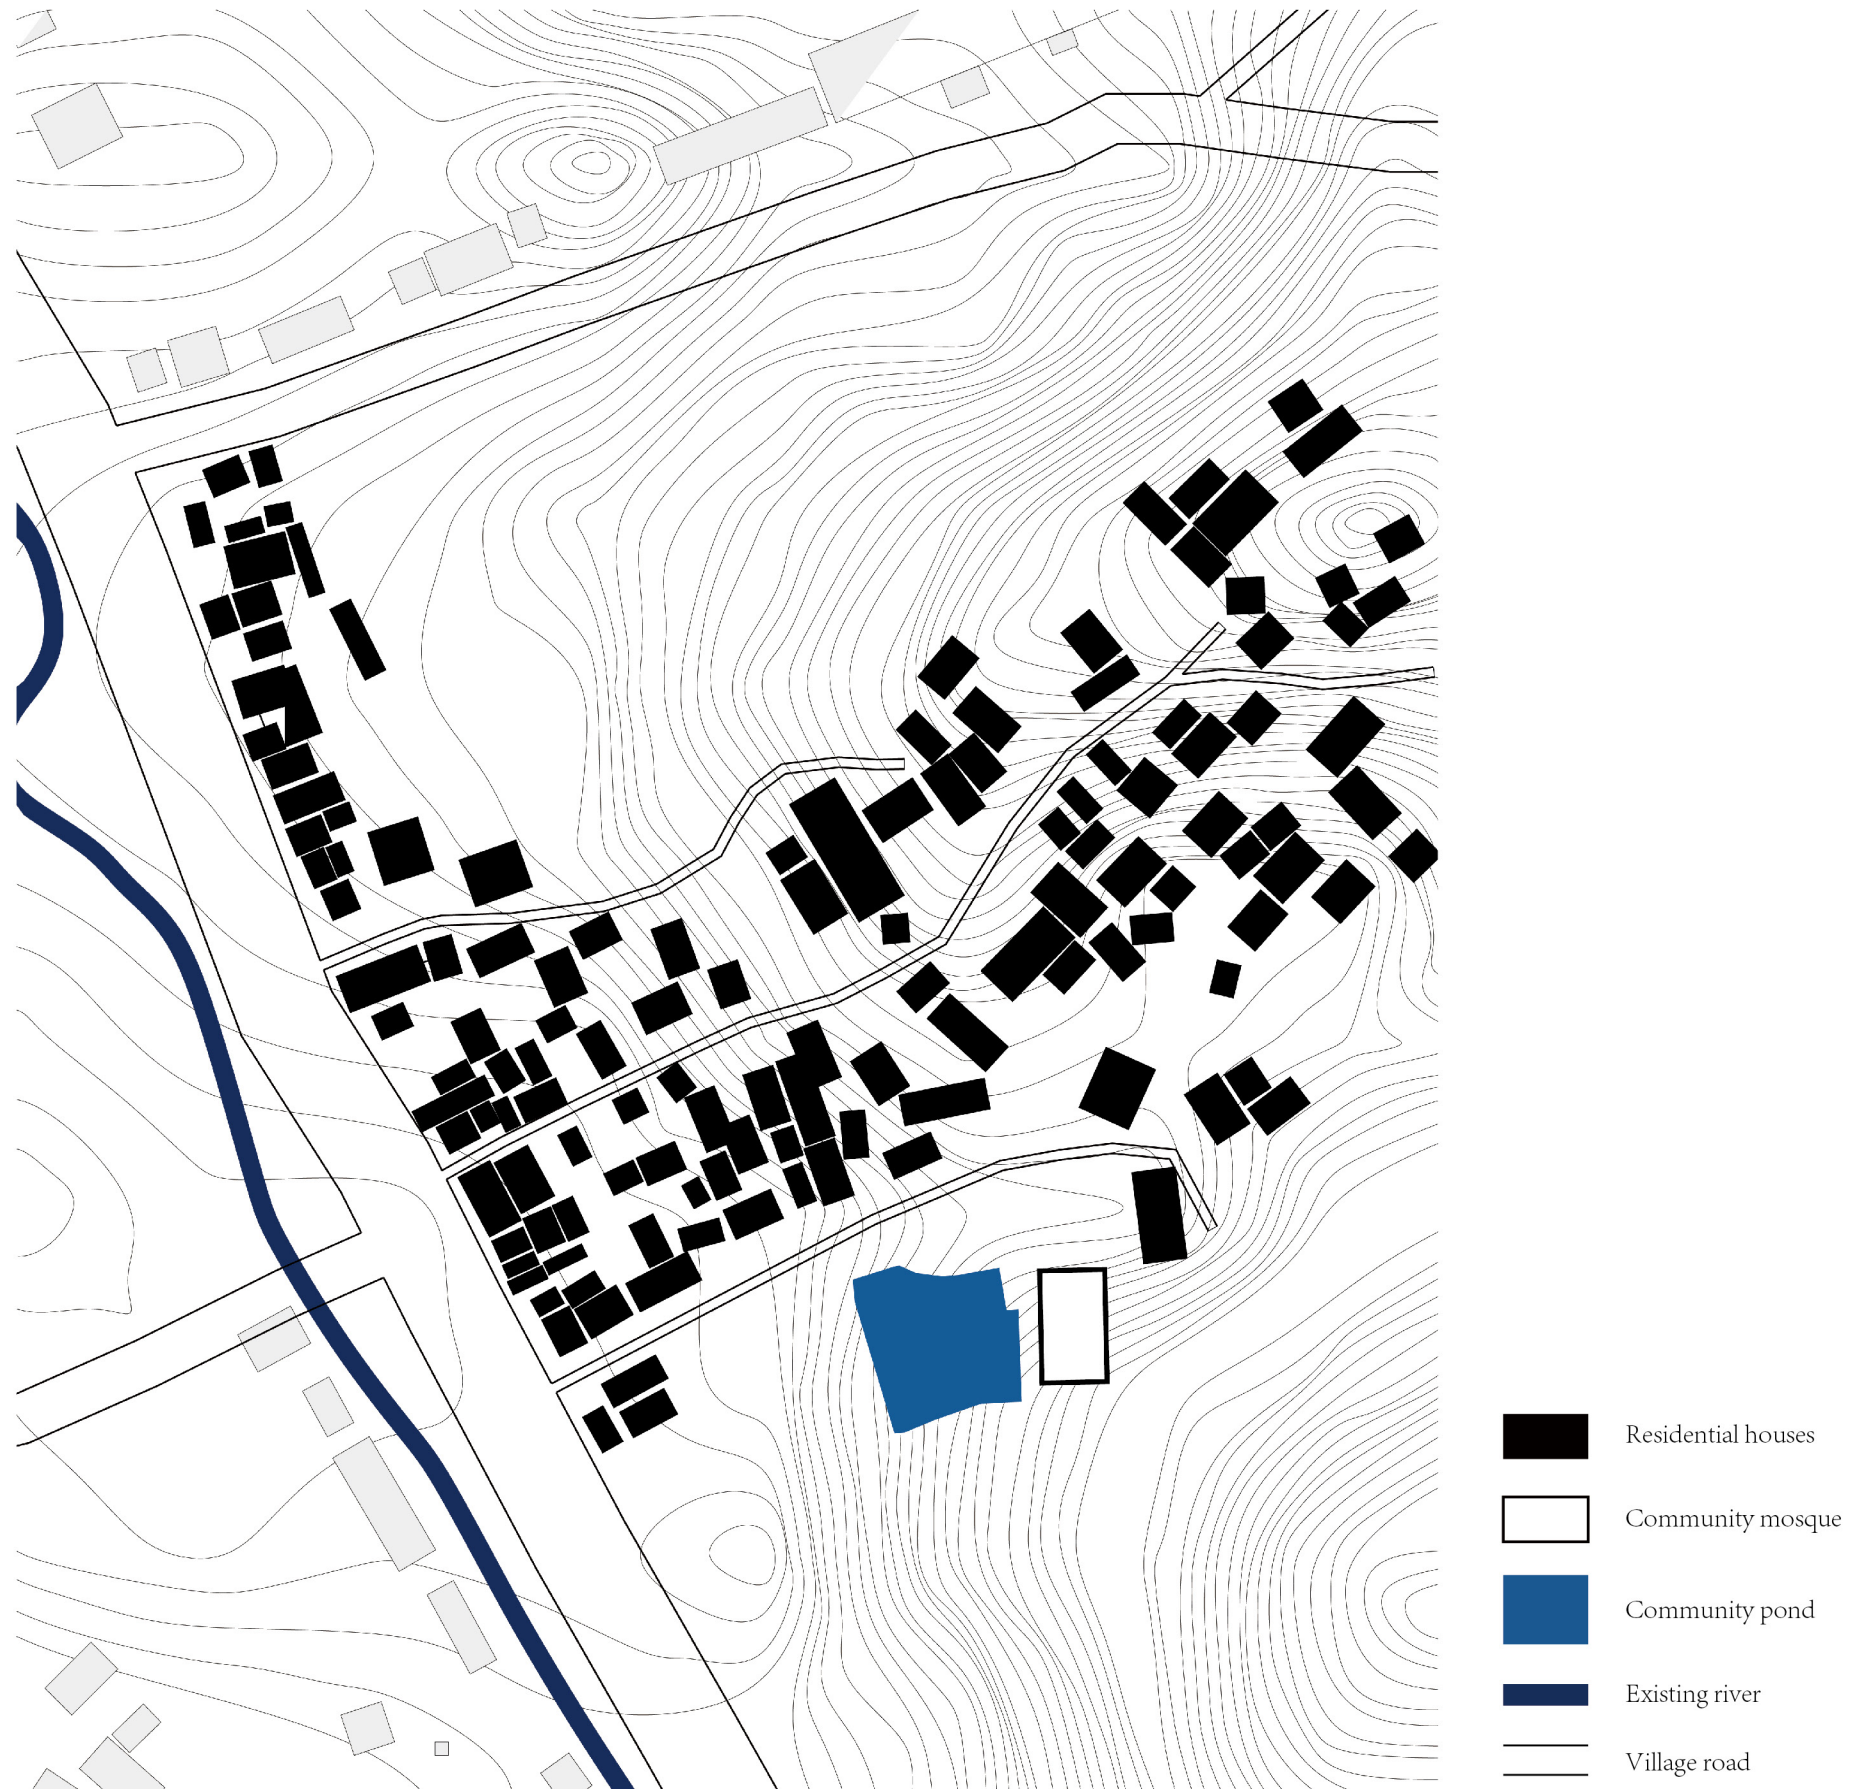 Residential houses
Community mosque
Community pond
Existing river
Village road